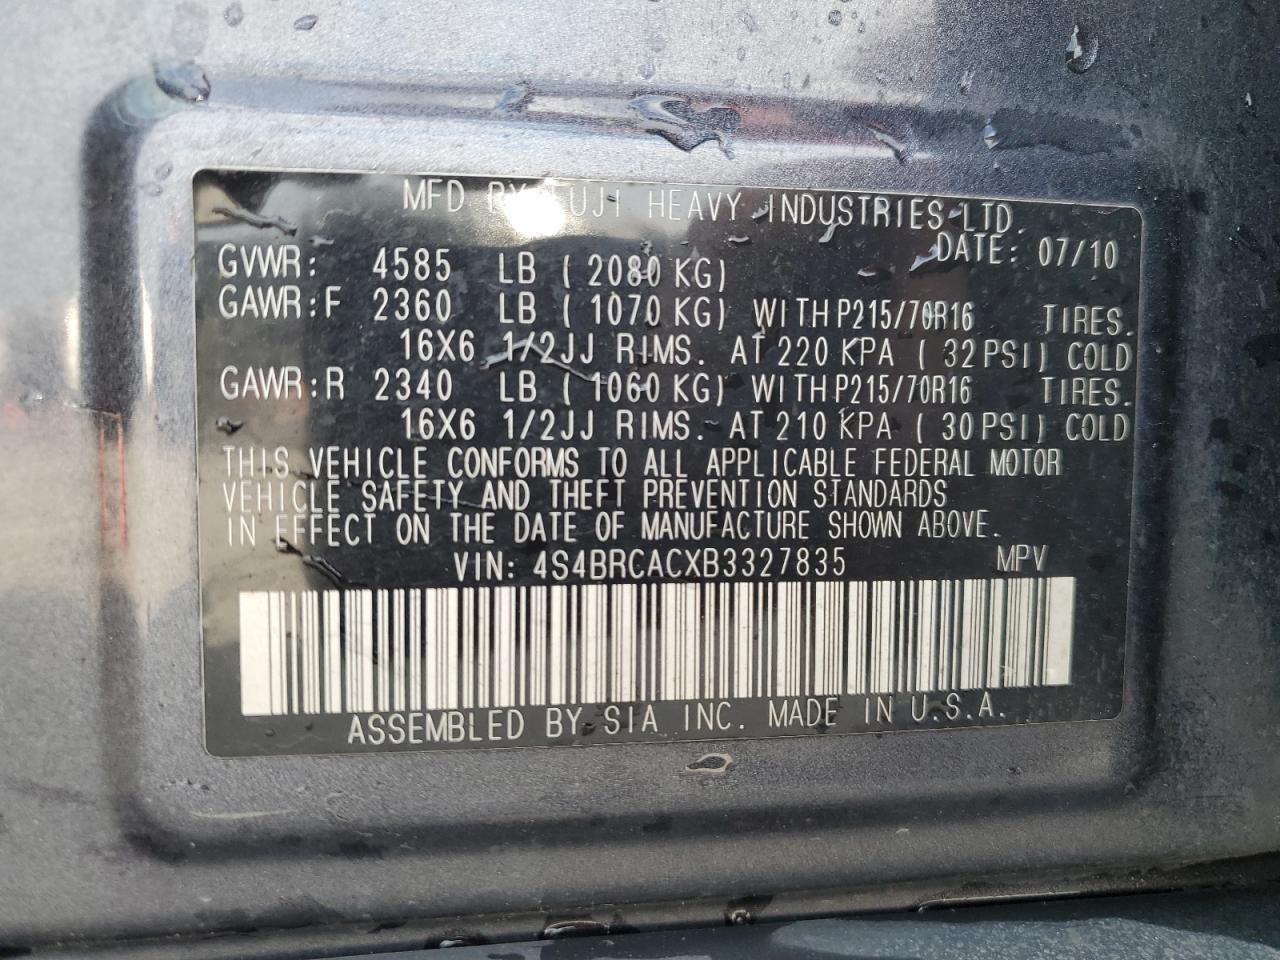 MFD BY FUJI HEAVY INDUSTRIES LTD.
DATE: 07/10
GVWR: 4585 LB ( 2080 KG)
GAWR:F 2360 LB ( 1070 KG) WITH P215/70R16 TIRES.
16X6 1/2JJ RIMS. AT 220 KPA ( 32 PSI) COLD
GAWR:R 2340 LB ( 1060 KG) WITH P215/70R16 TIRES.
16X6 1/2JJ RIMS. AT 210 KPA ( 30 PSI) COLD
THIS VEHICLE CONFORMS TO ALL APPLICABLE FEDERAL MOTOR
VEHICLE SAFETY AND THEFT PREVENTION STANDARDS
IN EFFECT ON THE DATE OF MANUFACTURE SHOWN ABOVE.
VIN: 4S4BRCACXB3327835 MPV
ASSEMBLED BY SIA INC. MADE IN U.S.A.